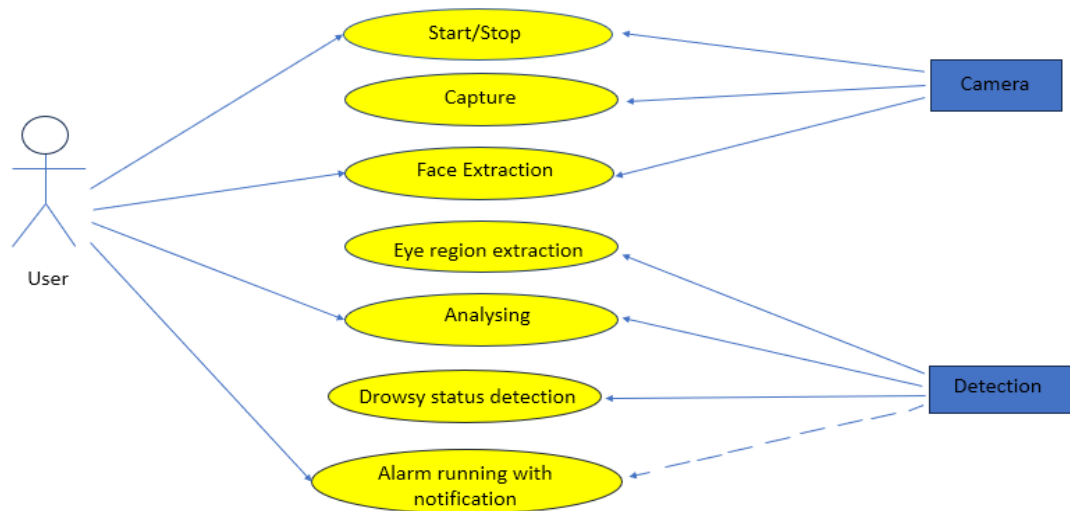 Start/Stop
Capture
Camera
Face Extraction
Eye region extraction
User
Analysing
Drowsy status detection
Detection
Alarm running with
notification